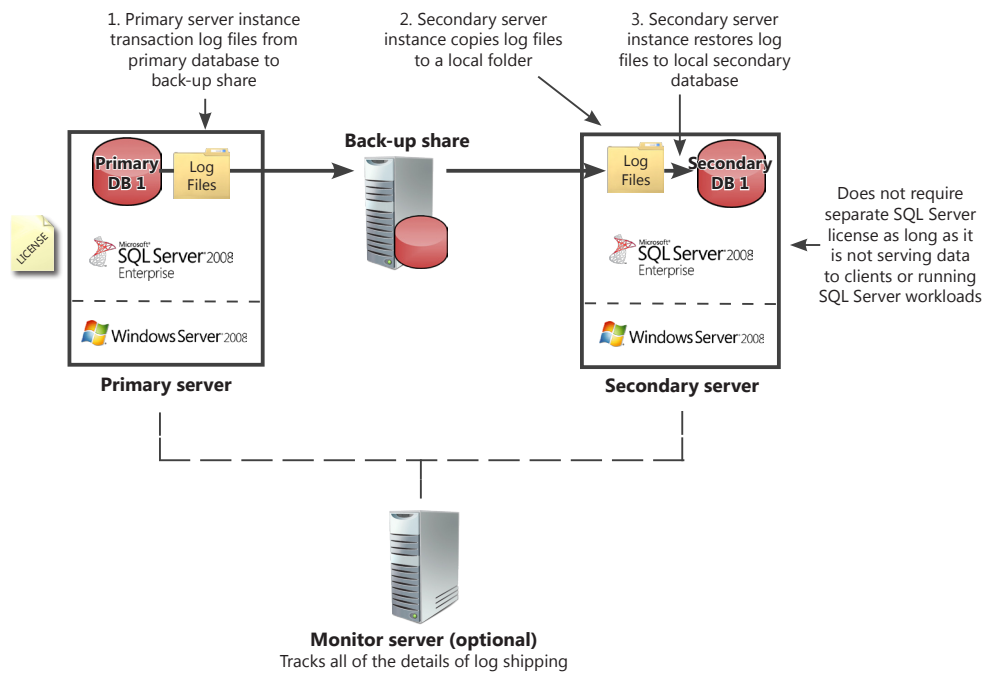 1. Primary server instance
transaction log files from
primary database to
back-up share
2. Secondary server
instance copies log files
to a local folder
3. Secondary server
instance restores log
files to local secondary
database
Back-up share
Primary
DB 1
Log
Files
Log
Files
Secondary
DB 1
LICENSE
Microsoft®
SQL Server® 2008
Enterprise
Microsoft®
SQL Server® 2008
Enterprise
Does not require
separate SQL Server
license as long as it
is not serving data
to clients or running
SQL Server workloads
Windows Server® 2008
Windows Server® 2008
Primary server
Secondary server
Monitor server (optional)
Tracks all of the details of log shipping